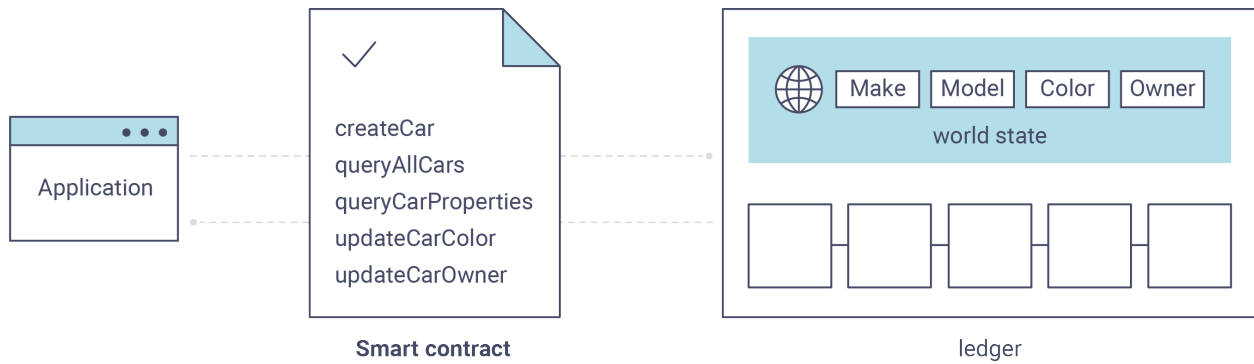 Application
createCar
queryAllCars
queryCarProperties
updateCarColor
updateCarOwner
Smart contract
Make Model Color Owner
world state
ledger